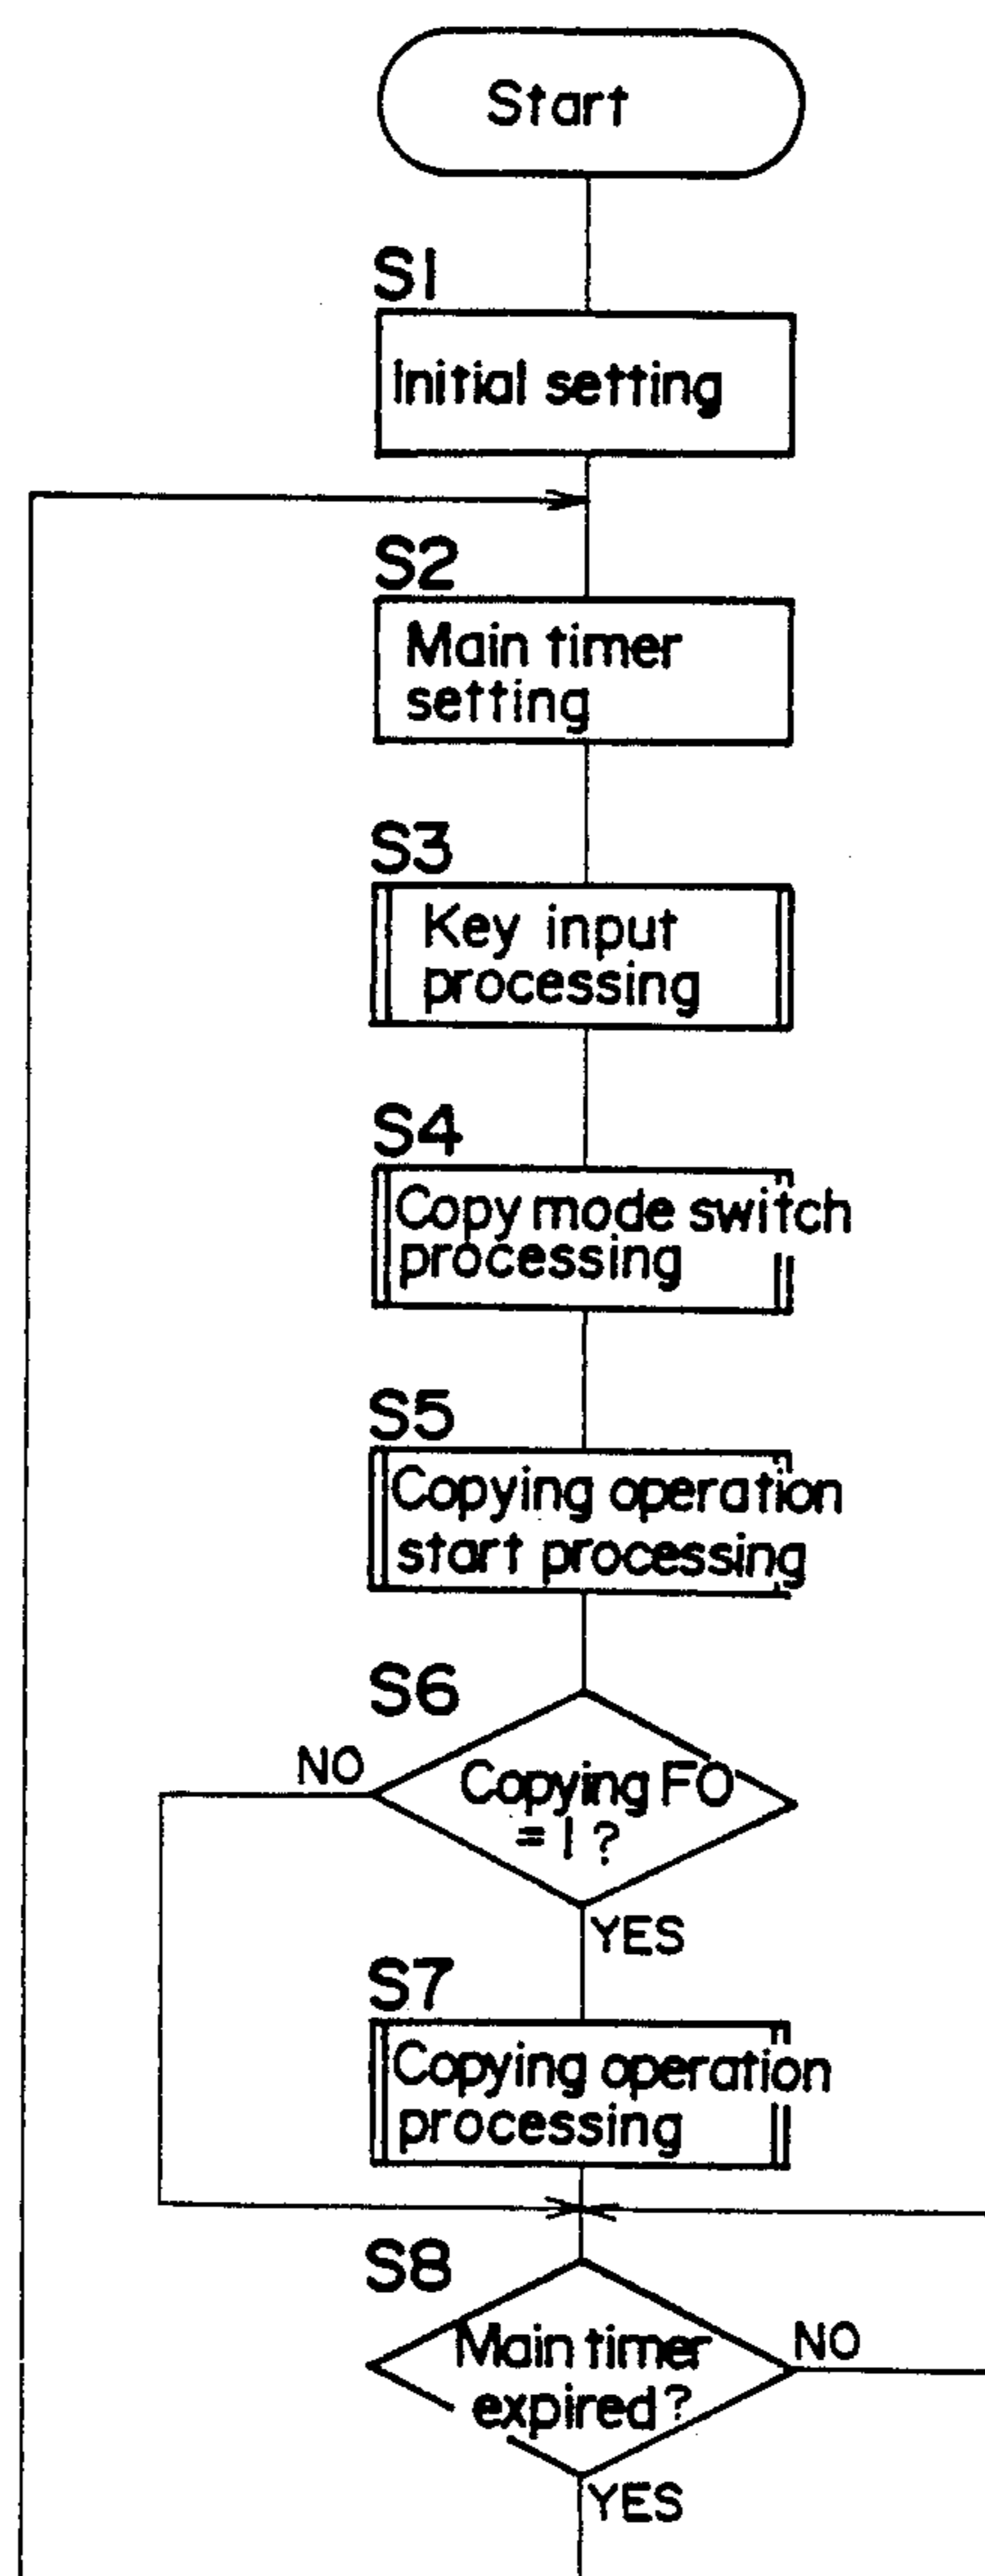 Start
S1
Initial setting
S2
Main timer
setting
S3
Key input
processing
S4
Copy mode switch
processing
S5
Copying operation
start processing
S6
NO
Copying F0
= 1 ?
YES
S7
Copying operation
processing
S8
Main timer
expired?
NO
YES